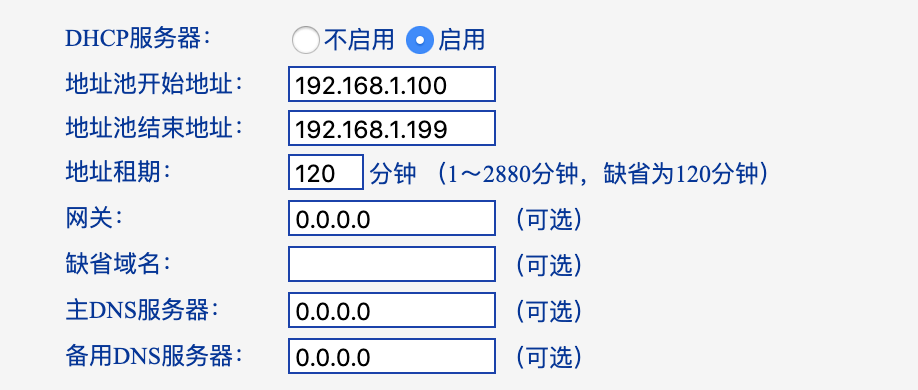 DHCP服务器： 不启用 启用
地址池开始地址： 192.168.1.100
地址池结束地址： 192.168.1.199
地址租期： 120 分钟 （1～2880分钟，缺省为120分钟）
网关： 0.0.0.0 （可选）
缺省域名： （可选）
主DNS服务器： 0.0.0.0 （可选）
备用DNS服务器： 0.0.0.0 （可选）